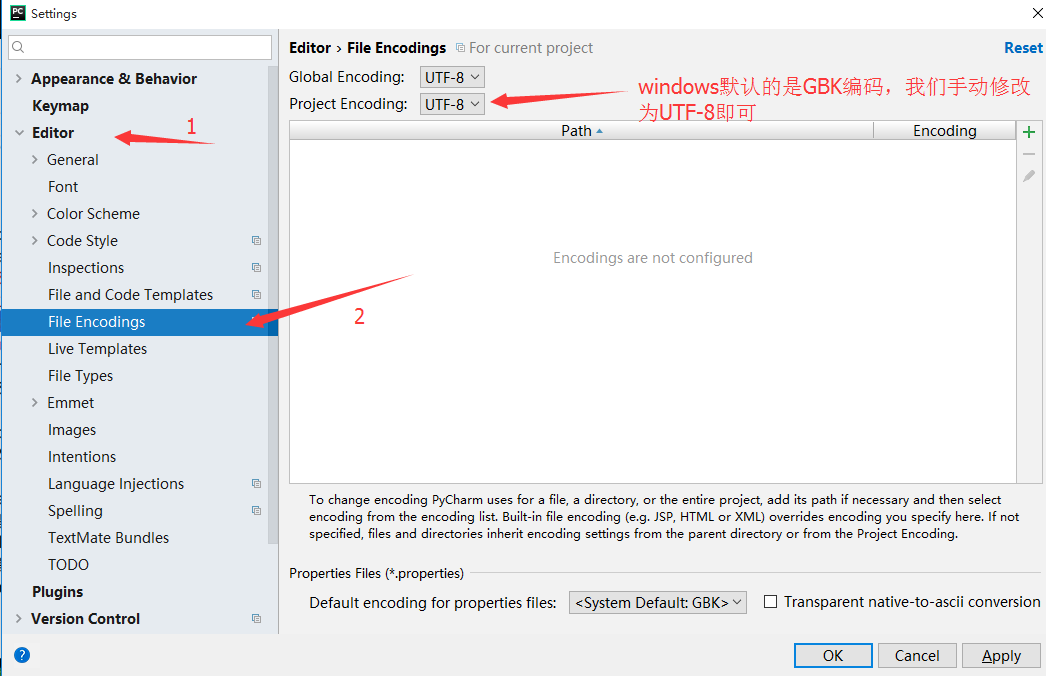 PC Settings
Editor › File Encodings For current project Reset
Appearance & Behavior
Keymap
Editor
1
General
Font
Color Scheme
Code Style
Inspections
File and Code Templates
File Encodings
2
Live Templates
File Types
Emmet
Images
Intentions
Language Injections
Spelling
TextMate Bundles
TODO
Plugins
Version Control
Global Encoding: UTF-8
Project Encoding: UTF-8
windows默认的是GBK编码，我们手动修改
为UTF-8即可
Path Encoding
Encodings are not configured
To change encoding PyCharm uses for a file, a directory, or the entire project, add its path if necessary and then select
encoding from the encoding list. Built-in file encoding (e.g. JSP, HTML or XML) overrides encoding you specify here. If not
specified, files and directories inherit encoding settings from the parent directory or from the Project Encoding.
Properties Files (*.properties)
Default encoding for properties files: <System Default: GBK> Transparent native-to-ascii conversion
? OK Cancel Apply